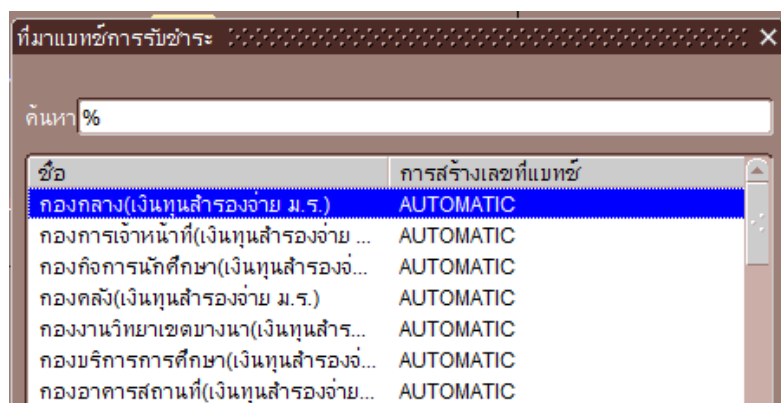 ที่มาแบทช์การรับชำระ
ค้นหา %
ชื่อ การสร้างเลขที่แบทช์
กองกลาง(เงินทุนสำรองจ่าย ม.ร.) AUTOMATIC
กองการเจ้าหน้าที่(เงินทุนสำรองจ่าย ... AUTOMATIC
กองกิจการนักศึกษา(เงินทุนสำรองจ่... AUTOMATIC
กองคลัง(เงินทุนสำรองจ่าย ม.ร.) AUTOMATIC
กองงานวิทยาเขตบางนา(เงินทุนสำร... AUTOMATIC
กองบริการการศึกษา(เงินทุนสำรองจ่... AUTOMATIC
กองอาคารสถานที่(เงินทุนสำรองจ่าย... AUTOMATIC